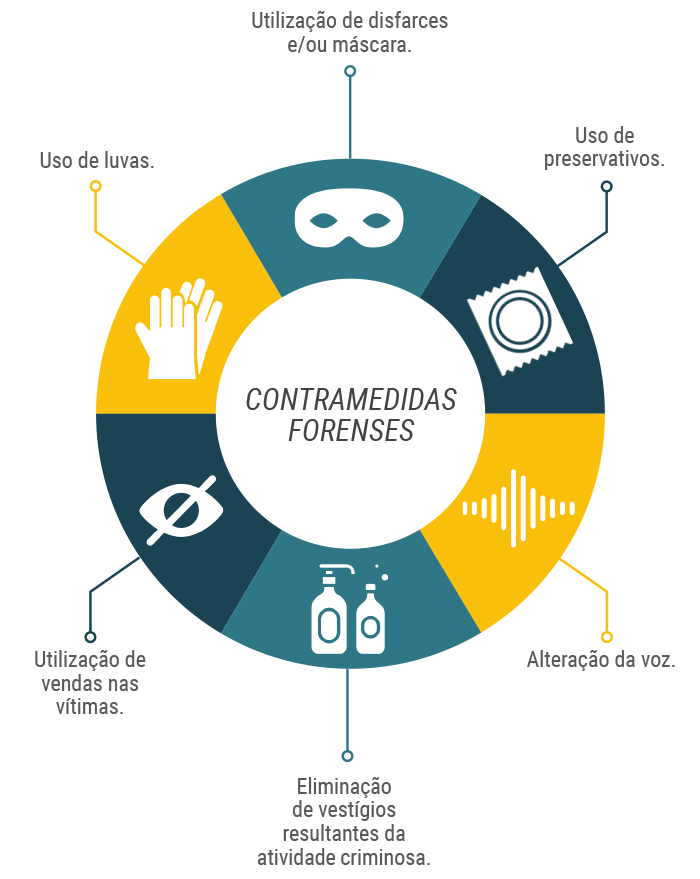 Utilização de disfarces
e/ou máscara.
Uso de
preservativos.
Uso de luvas.
CONTRAMEDIDAS
FORENSES
Utilização de
vendas nas
vítimas.
Alteração da voz.
Eliminação
de vestígios
resultantes da
atividade criminosa.